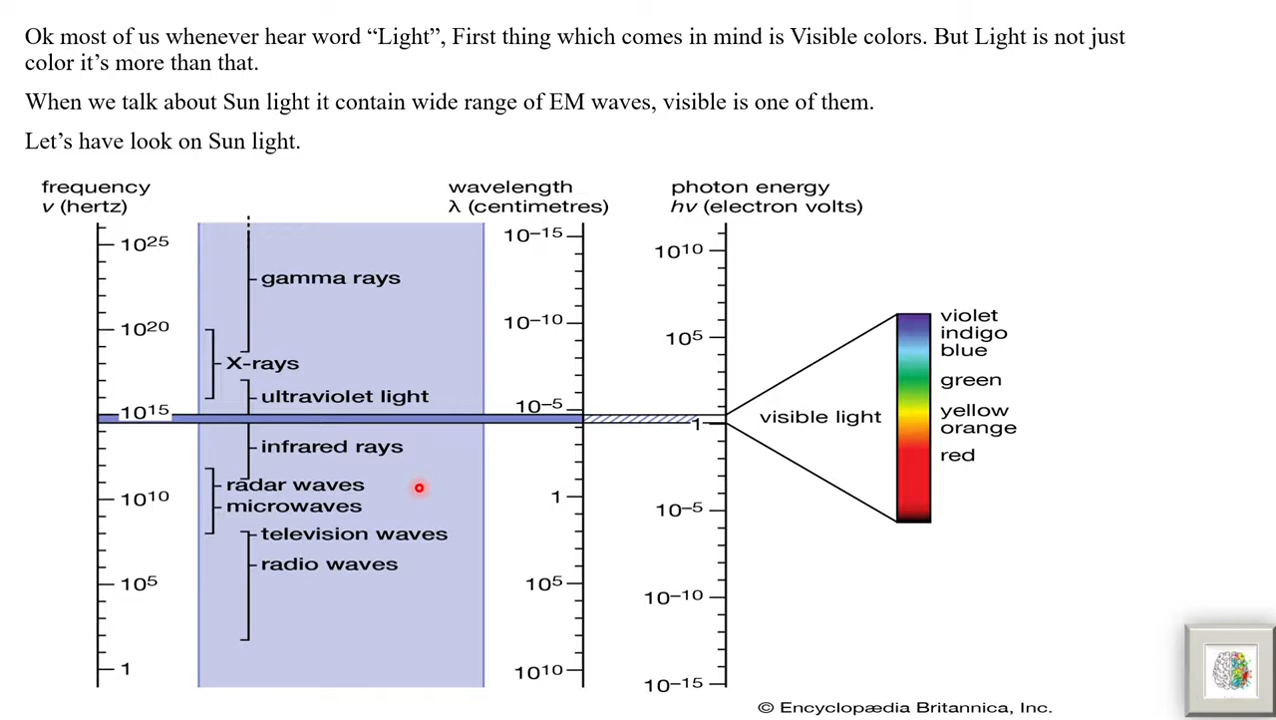 Ok most of us whenever hear word “Light”, First thing which comes in mind is Visible colors. But Light is not just
color it’s more than that.
When we talk about Sun light it contain wide range of EM waves, visible is one of them.
Let’s have look on Sun light.
frequency
ν (hertz)
wavelength
λ (centimetres)
photon energy
hν (electron volts)
10²⁵
10²⁰
10¹⁵
10¹⁰
10⁵
1
gamma rays
X-rays
ultraviolet light
infrared rays
radar waves
microwaves
television waves
radio waves
10⁻¹⁵
10⁻¹⁰
10⁻⁵
1
10⁵
10¹⁰
10¹⁰
10⁵
1
10⁻⁵
10⁻¹⁰
10⁻¹⁵
visible light
violet
indigo
blue
green
yellow
orange
red
© Encyclopædia Britannica, Inc.